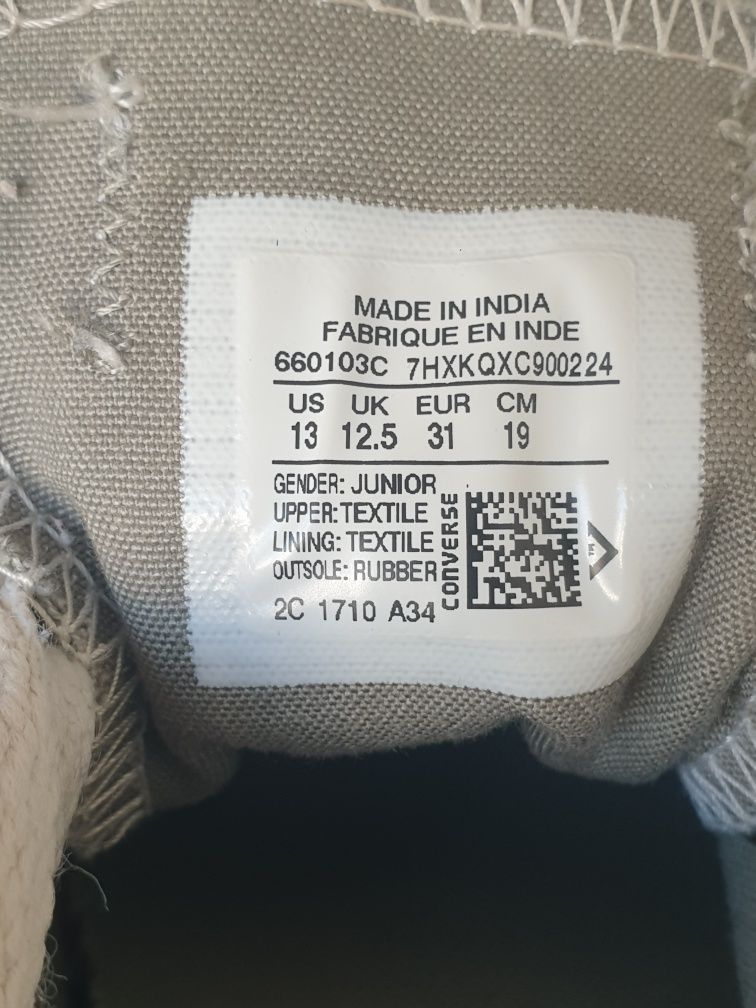 MADE IN INDIA
FABRIQUE EN INDE
660103C 7HXKQXC900224
US UK EUR CM
13 12.5 31 19
GENDER: JUNIOR
UPPER: TEXTILE
LINING: TEXTILE
OUTSOLE: RUBBER
CONVERSE
TM
2C 1710 A34